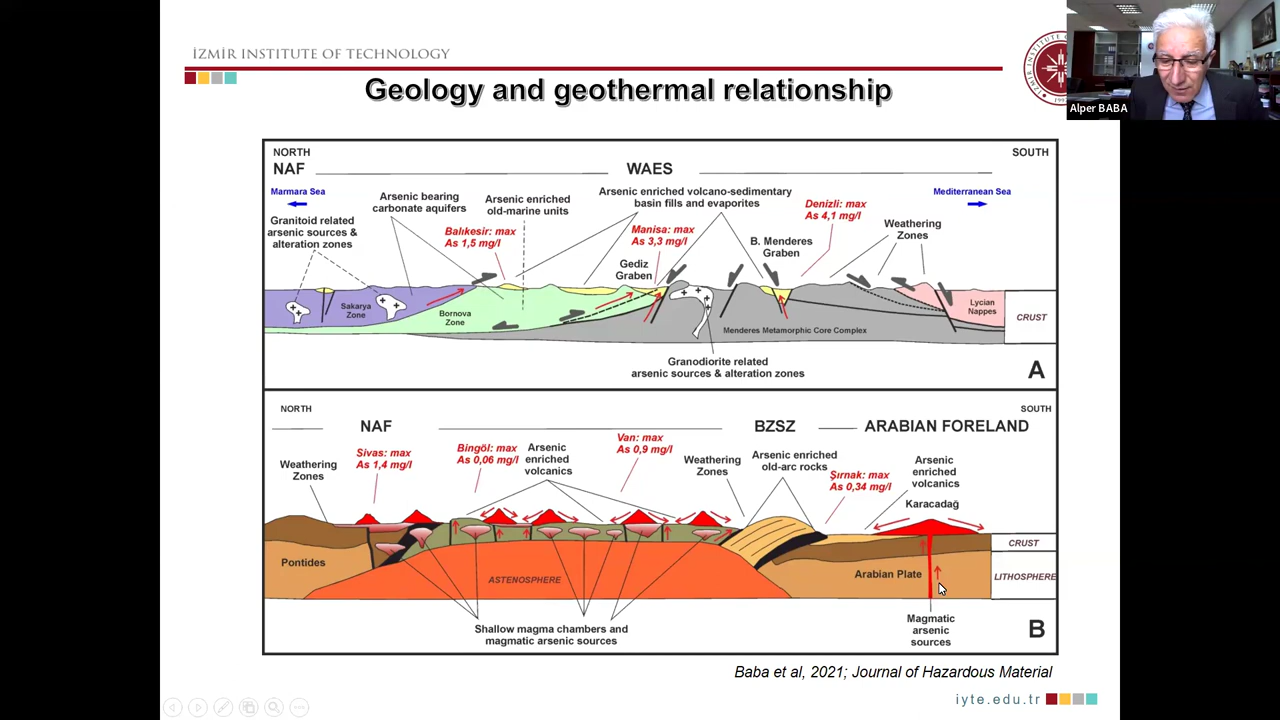 İZMİR INSTITUTE OF TECHNOLOGY
Alper BABA
Geology and geothermal relationship
NORTH
SOUTH
NAF
WAES
Marmara Sea
Mediterranean Sea
Granitoid related
arsenic sources &
alteration zones
Arsenic bearing
carbonate aquifers
Arsenic enriched
old-marine units
Arsenic enriched volcano-sedimentary
basin fills and evaporites
Denizli: max
As 4,1 mg/l
Weathering
Zones
Balıkesir: max
As 1,5 mg/l
Manisa: max
As 3,3 mg/l
B. Menderes
Graben
Gediz
Graben
Sakarya
Zone
Bornova
Zone
Menderes Metamorphic Core Complex
Lycian
Nappes
CRUST
Granodiorite related
arsenic sources & alteration zones
A
NORTH
SOUTH
NAF
BZSZ
ARABIAN FORELAND
Weathering
Zones
Sivas: max
As 1,4 mg/l
Bingöl: max
As 0,06 mg/l
Arsenic
enriched
volcanics
Van: max
As 0,9 mg/l
Weathering
Zones
Arsenic enriched
old-arc rocks
Şırnak: max
As 0,34 mg/l
Arsenic
enriched
volcanics
Karacadağ
Pontides
ASTENOSPHERE
Arabian Plate
CRUST
LITHOSPHERE
Shallow magma chambers and
magmatic arsenic sources
Magmatic
arsenic
sources
B
Baba et al, 2021; Journal of Hazardous Material
iyte.edu.tr